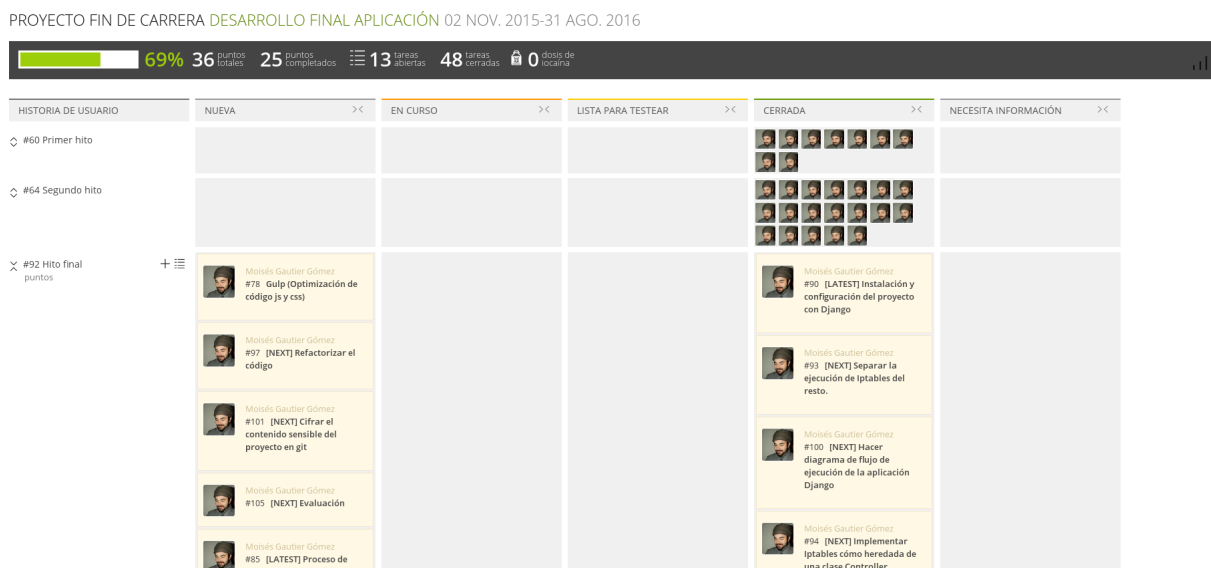 PROYECTO FIN DE CARRERA DESARROLLO FINAL APLICACIÓN 02 NOV. 2015-31 AGO. 2016
69% 36 puntos totales 25 puntos completados 13 tareas abiertas 48 tareas cerradas 0 dosis de iocaína
HISTORIA DE USUARIO
NUEVA
EN CURSO
LISTA PARA TESTEAR
CERRADA
NECESITA INFORMACIÓN
#60 Primer hito
#64 Segundo hito
#92 Hito final
puntos
Moisés Gautier Gómez
#78 Gulp (Optimización de
código js y css)
Moisés Gautier Gómez
#97 [NEXT] Refactorizar el
código
Moisés Gautier Gómez
#101 [NEXT] Cifrar el
contenido sensible del
proyecto en git
Moisés Gautier Gómez
#105 [NEXT] Evaluación
Moisés Gautier Gómez
#85 [LATEST] Proceso de
Moisés Gautier Gómez
#90 [LATEST] Instalación y
configuración del proyecto
con Django
Moisés Gautier Gómez
#93 [NEXT] Separar la
ejecución de Iptables del
resto.
Moisés Gautier Gómez
#100 [NEXT] Hacer
diagrama de flujo de
ejecución de la aplicación
Django
Moisés Gautier Gómez
#94 [NEXT] Implementar
Iptables cómo heredada de
una clase Controller